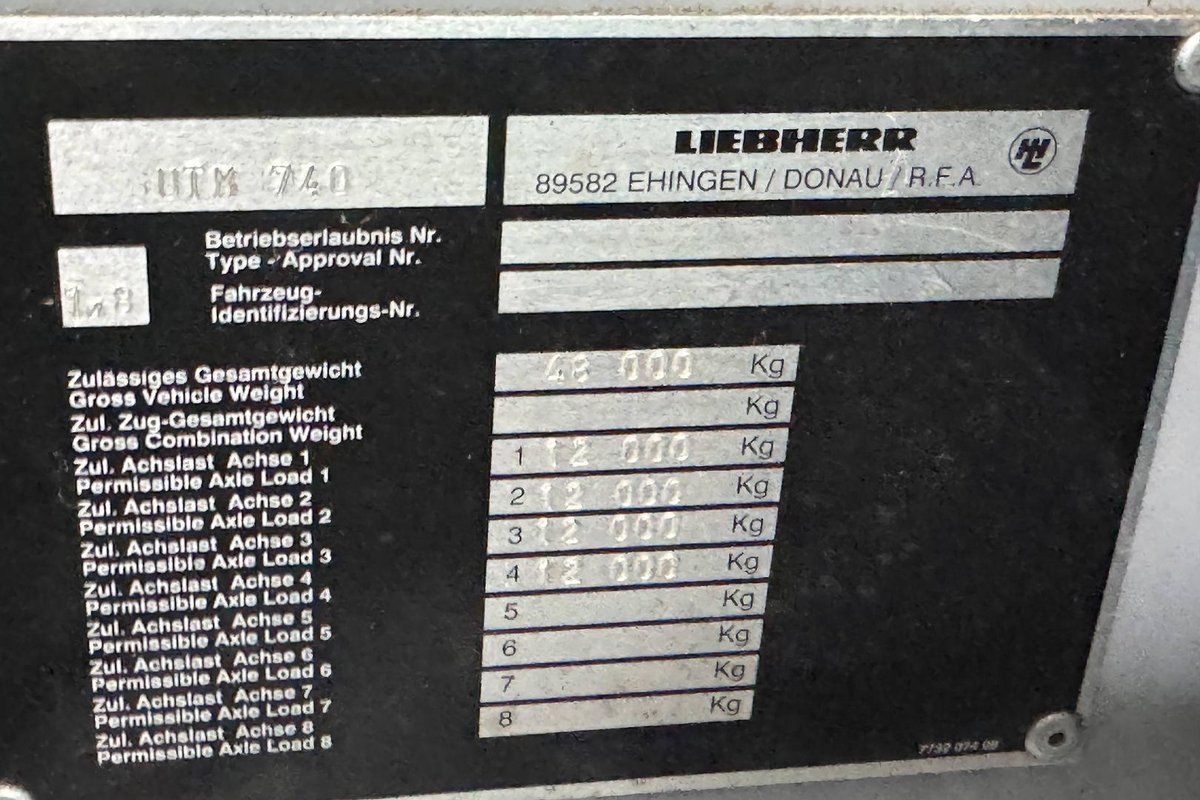 UTM 740
LIEBHERR
89582 EHINGEN / DONAU / R.F.A.
Betriebserlaubnis Nr.
Type - Approval Nr.
Fahrzeug-
Identifizierungs-Nr.
Zulässiges Gesamtgewicht
Gross Vehicle Weight
48 000 Kg
Zul. Zug-Gesamtgewicht
Gross Combination Weight
Kg
Zul. Achslast Achse 1
Permissible Axle Load 1
1 12 000 Kg
Zul. Achslast Achse 2
Permissible Axle Load 2
2 12 000 Kg
Zul. Achslast Achse 3
Permissible Axle Load 3
3 12 000 Kg
Zul. Achslast Achse 4
Permissible Axle Load 4
4 12 000 Kg
Zul. Achslast Achse 5
Permissible Axle Load 5
5 Kg
Zul. Achslast Achse 6
Permissible Axle Load 6
6 Kg
Zul. Achslast Achse 7
Permissible Axle Load 7
7 Kg
Zul. Achslast Achse 8
Permissible Axle Load 8
8 Kg